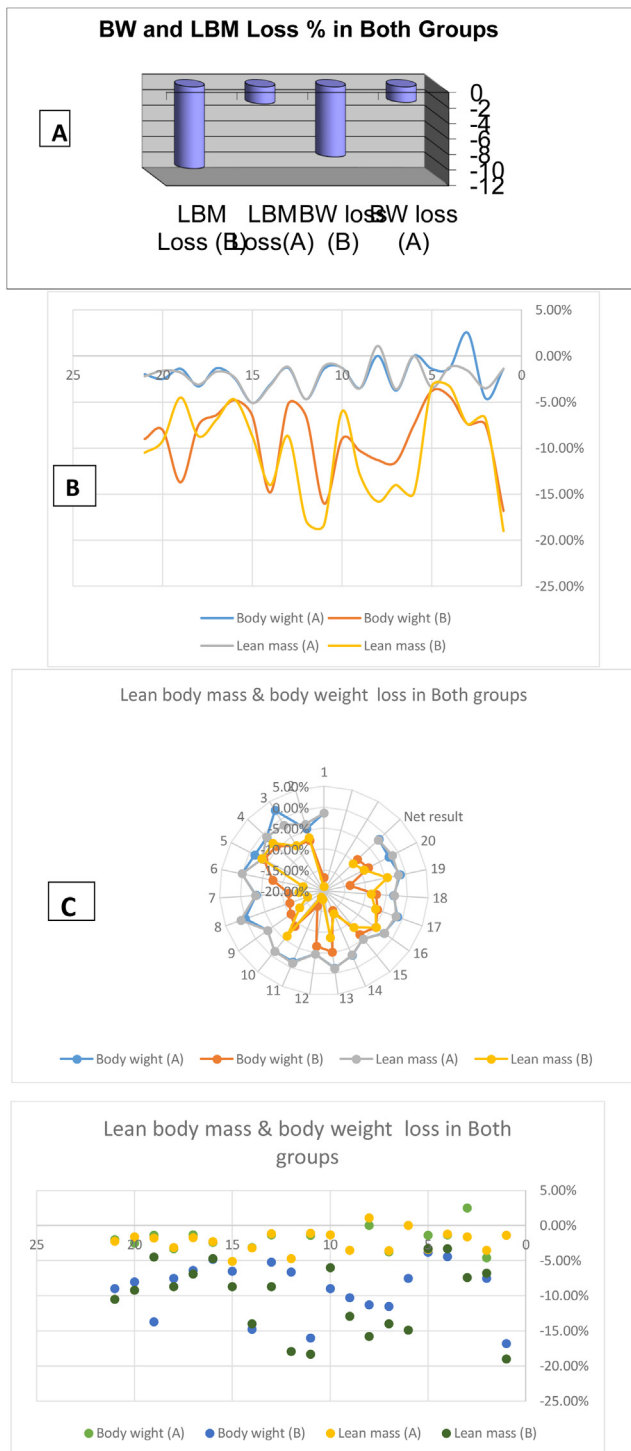 BW and LBM Loss % in Both Groups
A
0
-2
-4
-6
-8
-10
-12
LBM Loss (B)
LBM Loss(A)
BW loss (B)
BW loss (A)
B
5.00%
0.00%
-5.00%
-10.00%
-15.00%
-20.00%
-25.00%
25 20 15 10 5 0
Body wight (A) Body wight (B)
Lean mass (A) Lean mass (B)
Lean body mass & body weight loss in Both groups
C
5.00%
0.00%
-5.00%
-10.00%
-15.00%
-20.00%
1
2
3
4
5
6
7
8
9
10
11
12
13
14
15
16
17
18
19
20
Net result
Body wight (A) Body wight (B) Lean mass (A) Lean mass (B)
Lean body mass & body weight loss in Both
groups
5.00%
0.00%
-5.00%
-10.00%
-15.00%
-20.00%
-25.00%
25 20 15 10 5 0
Body wight (A) Body wight (B) Lean mass (A) Lean mass (B)